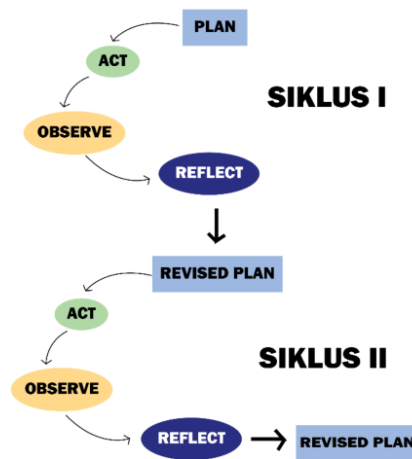 PLAN
ACT
SIKLUS I
OBSERVE
REFLECT
REVISED PLAN
ACT
SIKLUS II
OBSERVE
REFLECT
REVISED PLAN